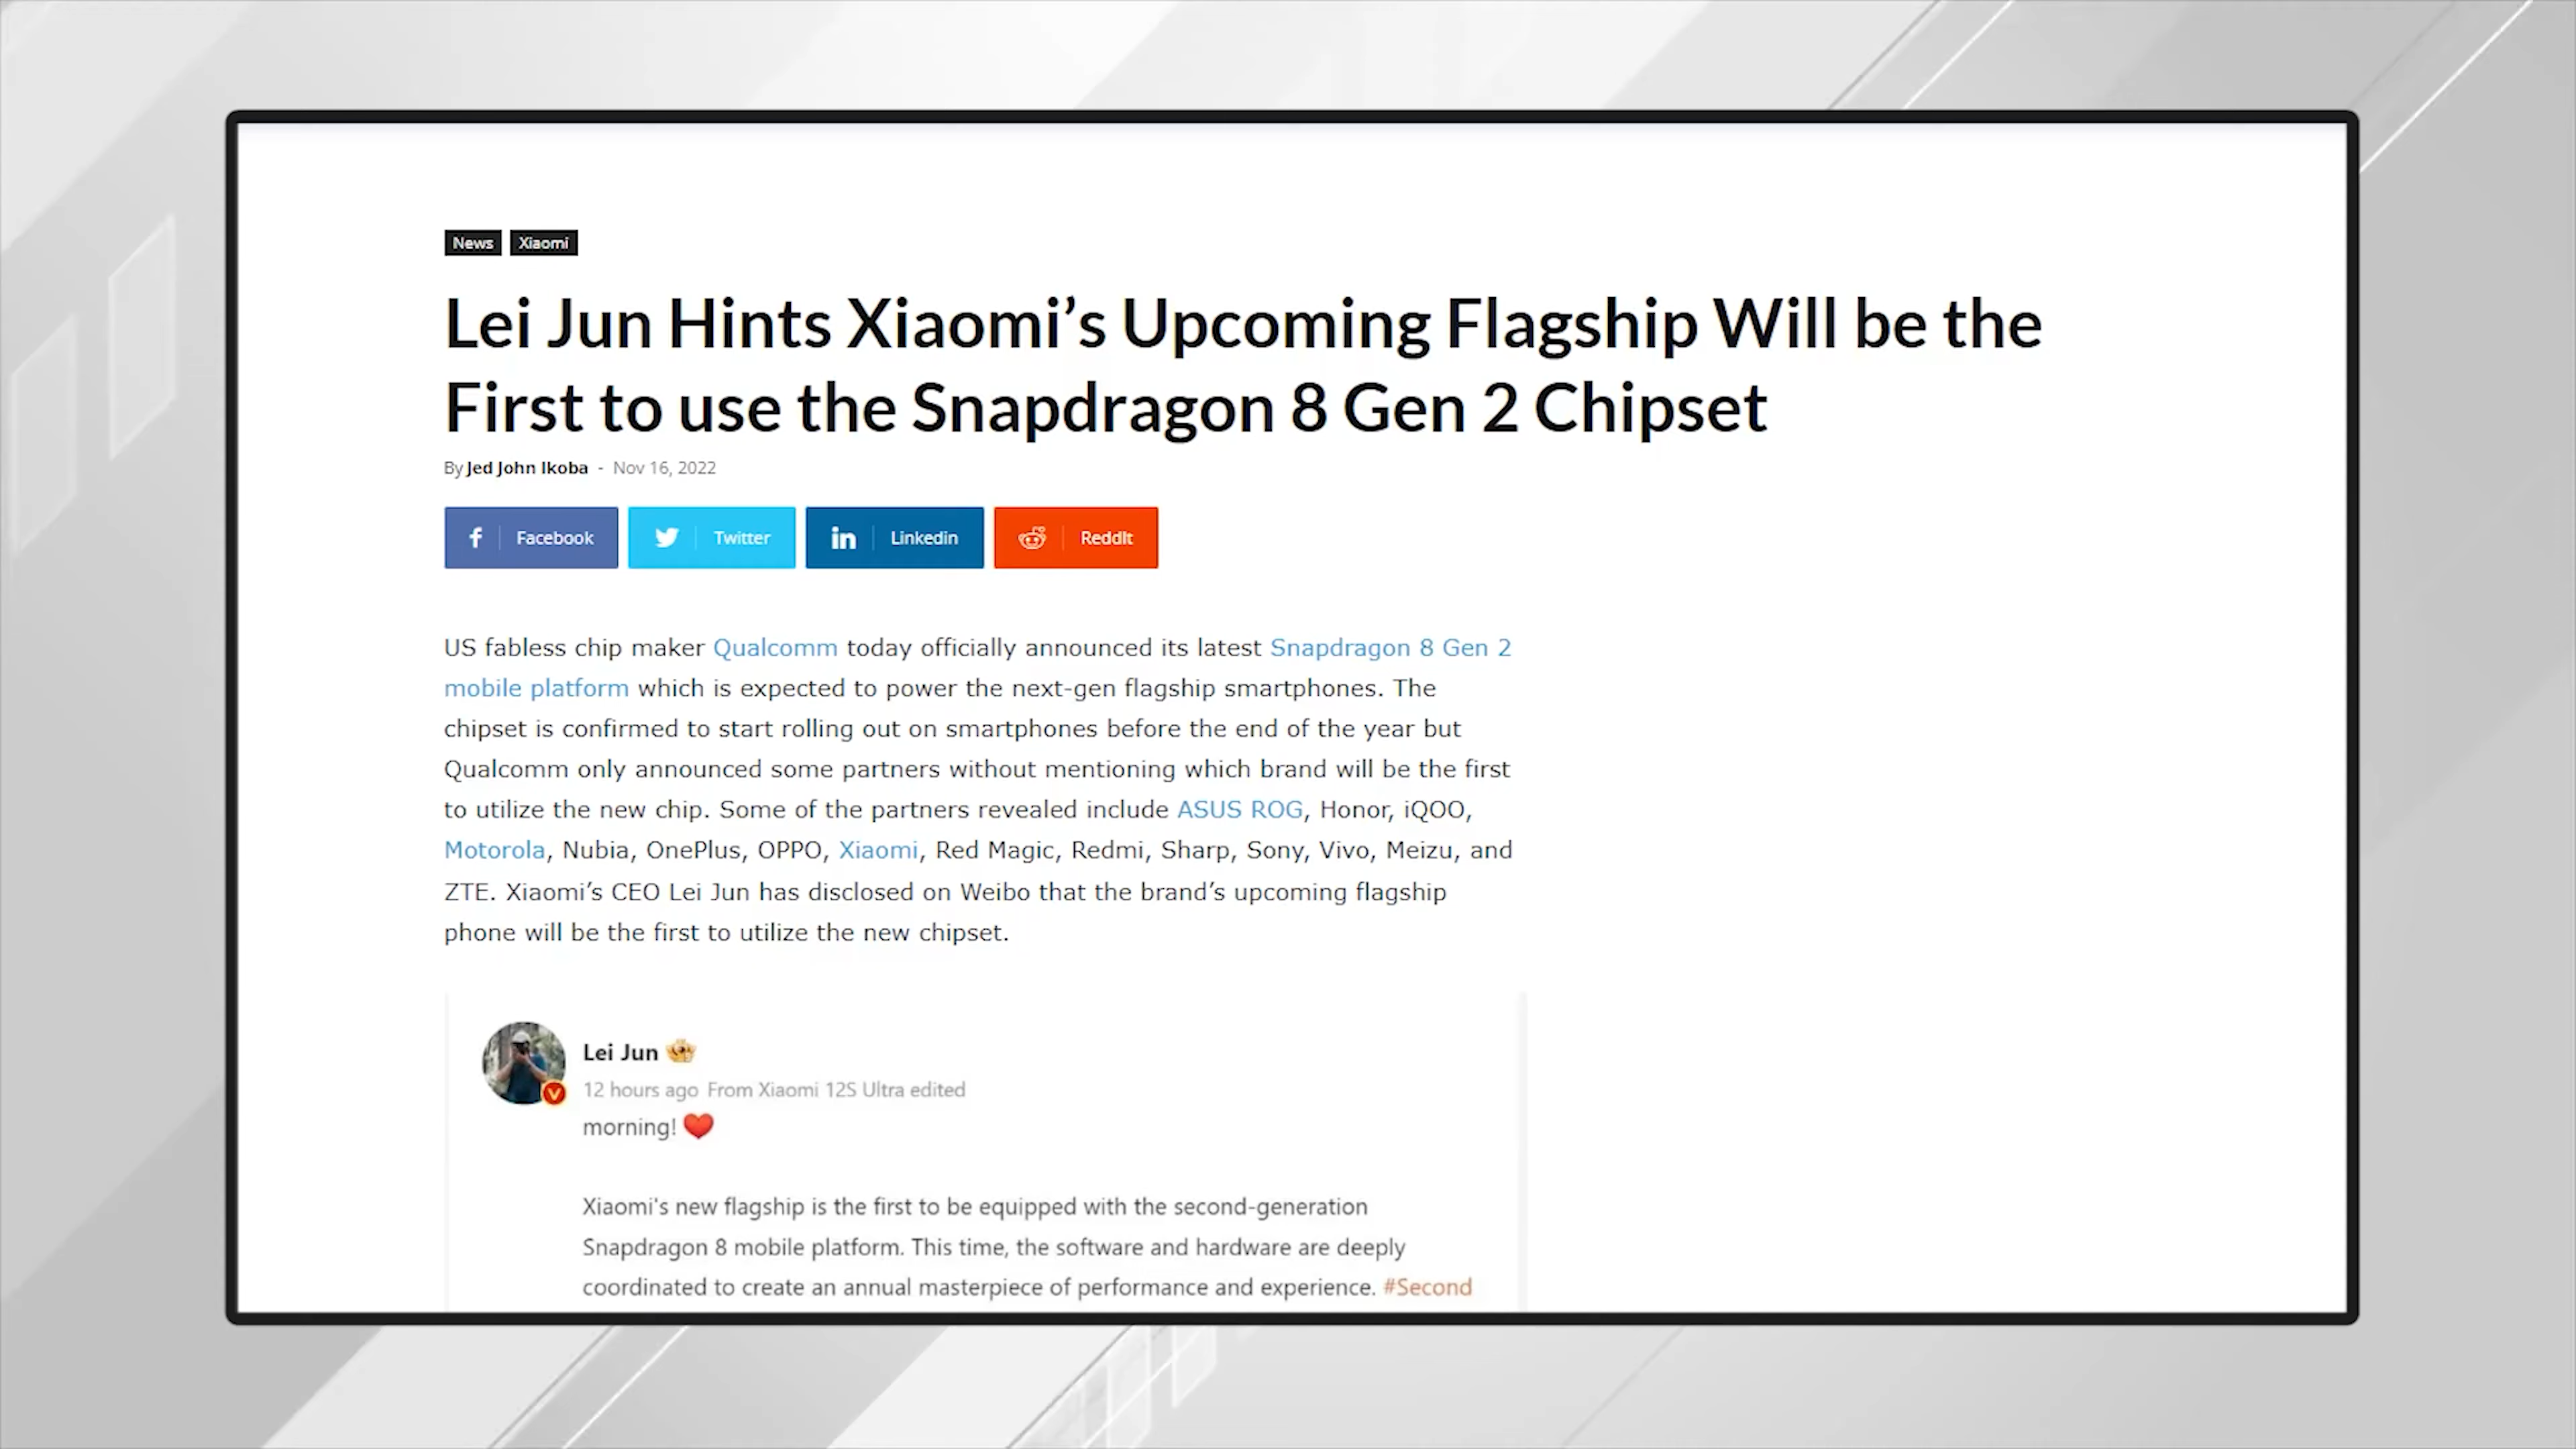 News Xiaomi
Lei Jun Hints Xiaomi’s Upcoming Flagship Will be the
First to use the Snapdragon 8 Gen 2 Chipset
By Jed John Ikoba - Nov 16, 2022
Facebook Twitter Linkedin ReddIt
US fabless chip maker Qualcomm today officially announced its latest Snapdragon 8 Gen 2
mobile platform which is expected to power the next-gen flagship smartphones. The
chipset is confirmed to start rolling out on smartphones before the end of the year but
Qualcomm only announced some partners without mentioning which brand will be the first
to utilize the new chip. Some of the partners revealed include ASUS ROG, Honor, iQOO,
Motorola, Nubia, OnePlus, OPPO, Xiaomi, Red Magic, Redmi, Sharp, Sony, Vivo, Meizu, and
ZTE. Xiaomi’s CEO Lei Jun has disclosed on Weibo that the brand’s upcoming flagship
phone will be the first to utilize the new chipset.
Lei Jun
12 hours ago From Xiaomi 12S Ultra edited
morning!
Xiaomi's new flagship is the first to be equipped with the second-generation
Snapdragon 8 mobile platform. This time, the software and hardware are deeply
coordinated to create an annual masterpiece of performance and experience. #Second